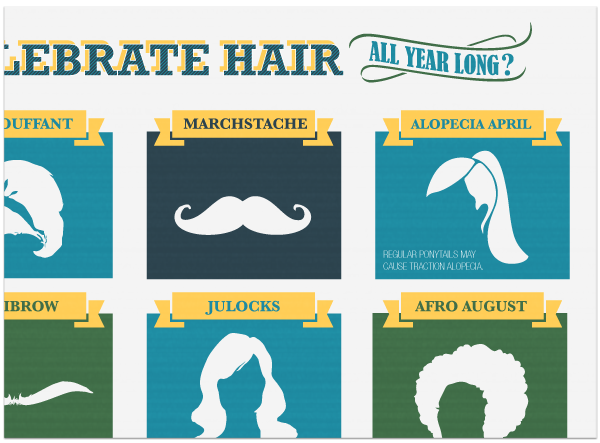 LEBRATE HAIR ALL YEAR LONG?
OUFFANT
MARCHSTACHE
ALOPECIA APRIL
REGULAR PONYTAILS MAY
CAUSE TRACTION ALOPECIA.
IBROW
JULOCKS
AFRO AUGUST